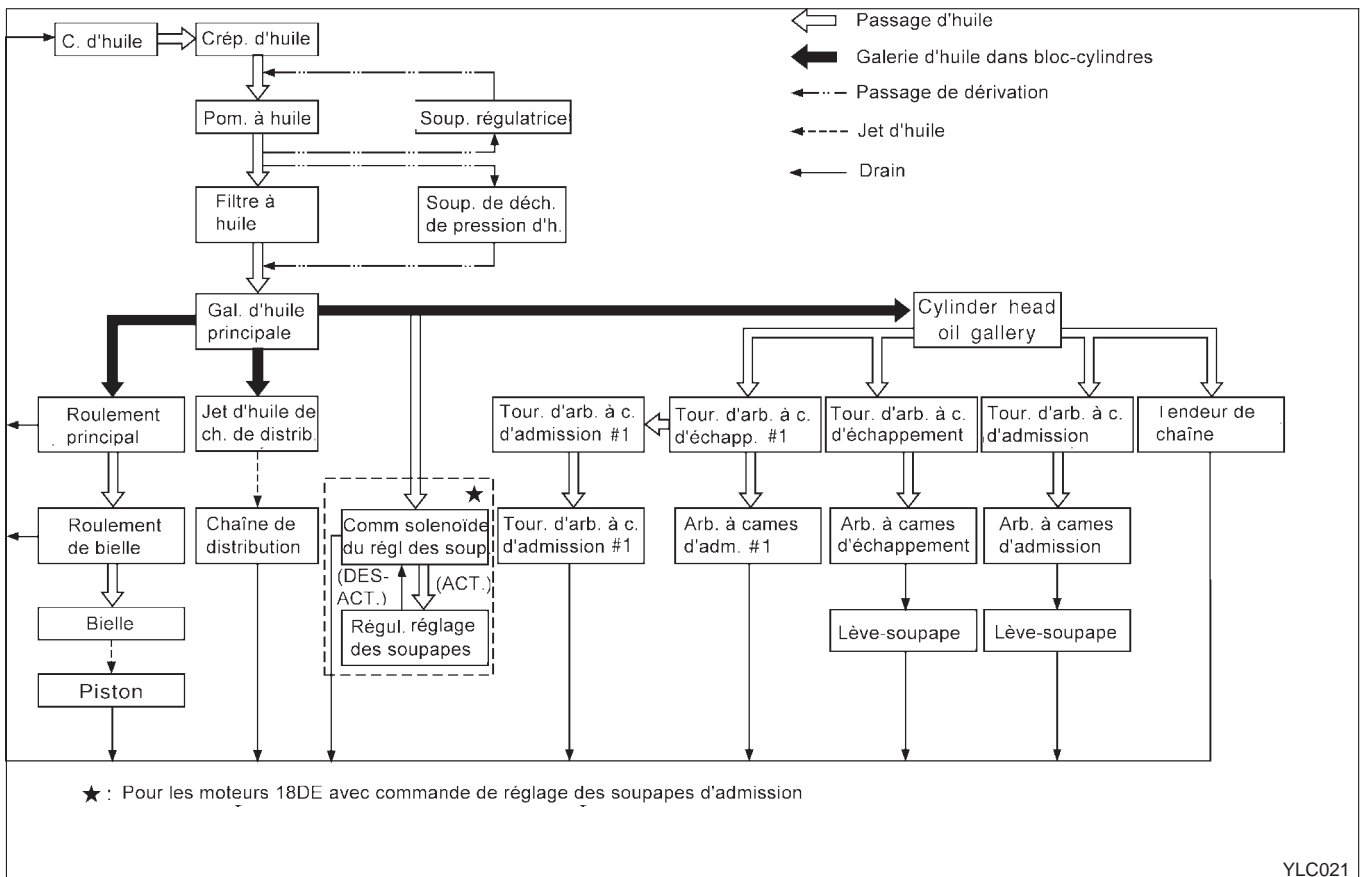 C. d'huile
Crép. d'huile
Passage d'huile
Galerie d'huile dans bloc-cylindres
Passage de dérivation
Jet d'huile
Drain
Pom. à huile
Soup. régulatrice
Filtre à
huile
Soup. de déch.
de pression d'h.
Gal. d'huile
principale
Cylinder head
oil gallery
Roulement
principal
Jet d'huile de
ch. de distrib.
Tour. d'arb. à c.
d'admission #1
Tour. d'arb. à c.
d'échapp. #1
Tour. d'arb. à c.
d'échappement
Tour. d'arb. à c.
d'admission
Tendeur de
chaîne
★
Roulement
de bielle
Chaîne de
distribution
Comm solenoïde
du régl des soup.
Tour. d'arb. à c.
d'admission #1
Arb. à cames
d'adm. #1
Arb. à cames
d'échappement
Arb. à cames
d'admission
(DES-
ACT.)
(ACT.)
Bielle
Régul. réglage
des soupapes
Lève-soupape
Lève-soupape
Piston
★ : Pour les moteurs 18DE avec commande de réglage des soupapes d'admission
YLC021